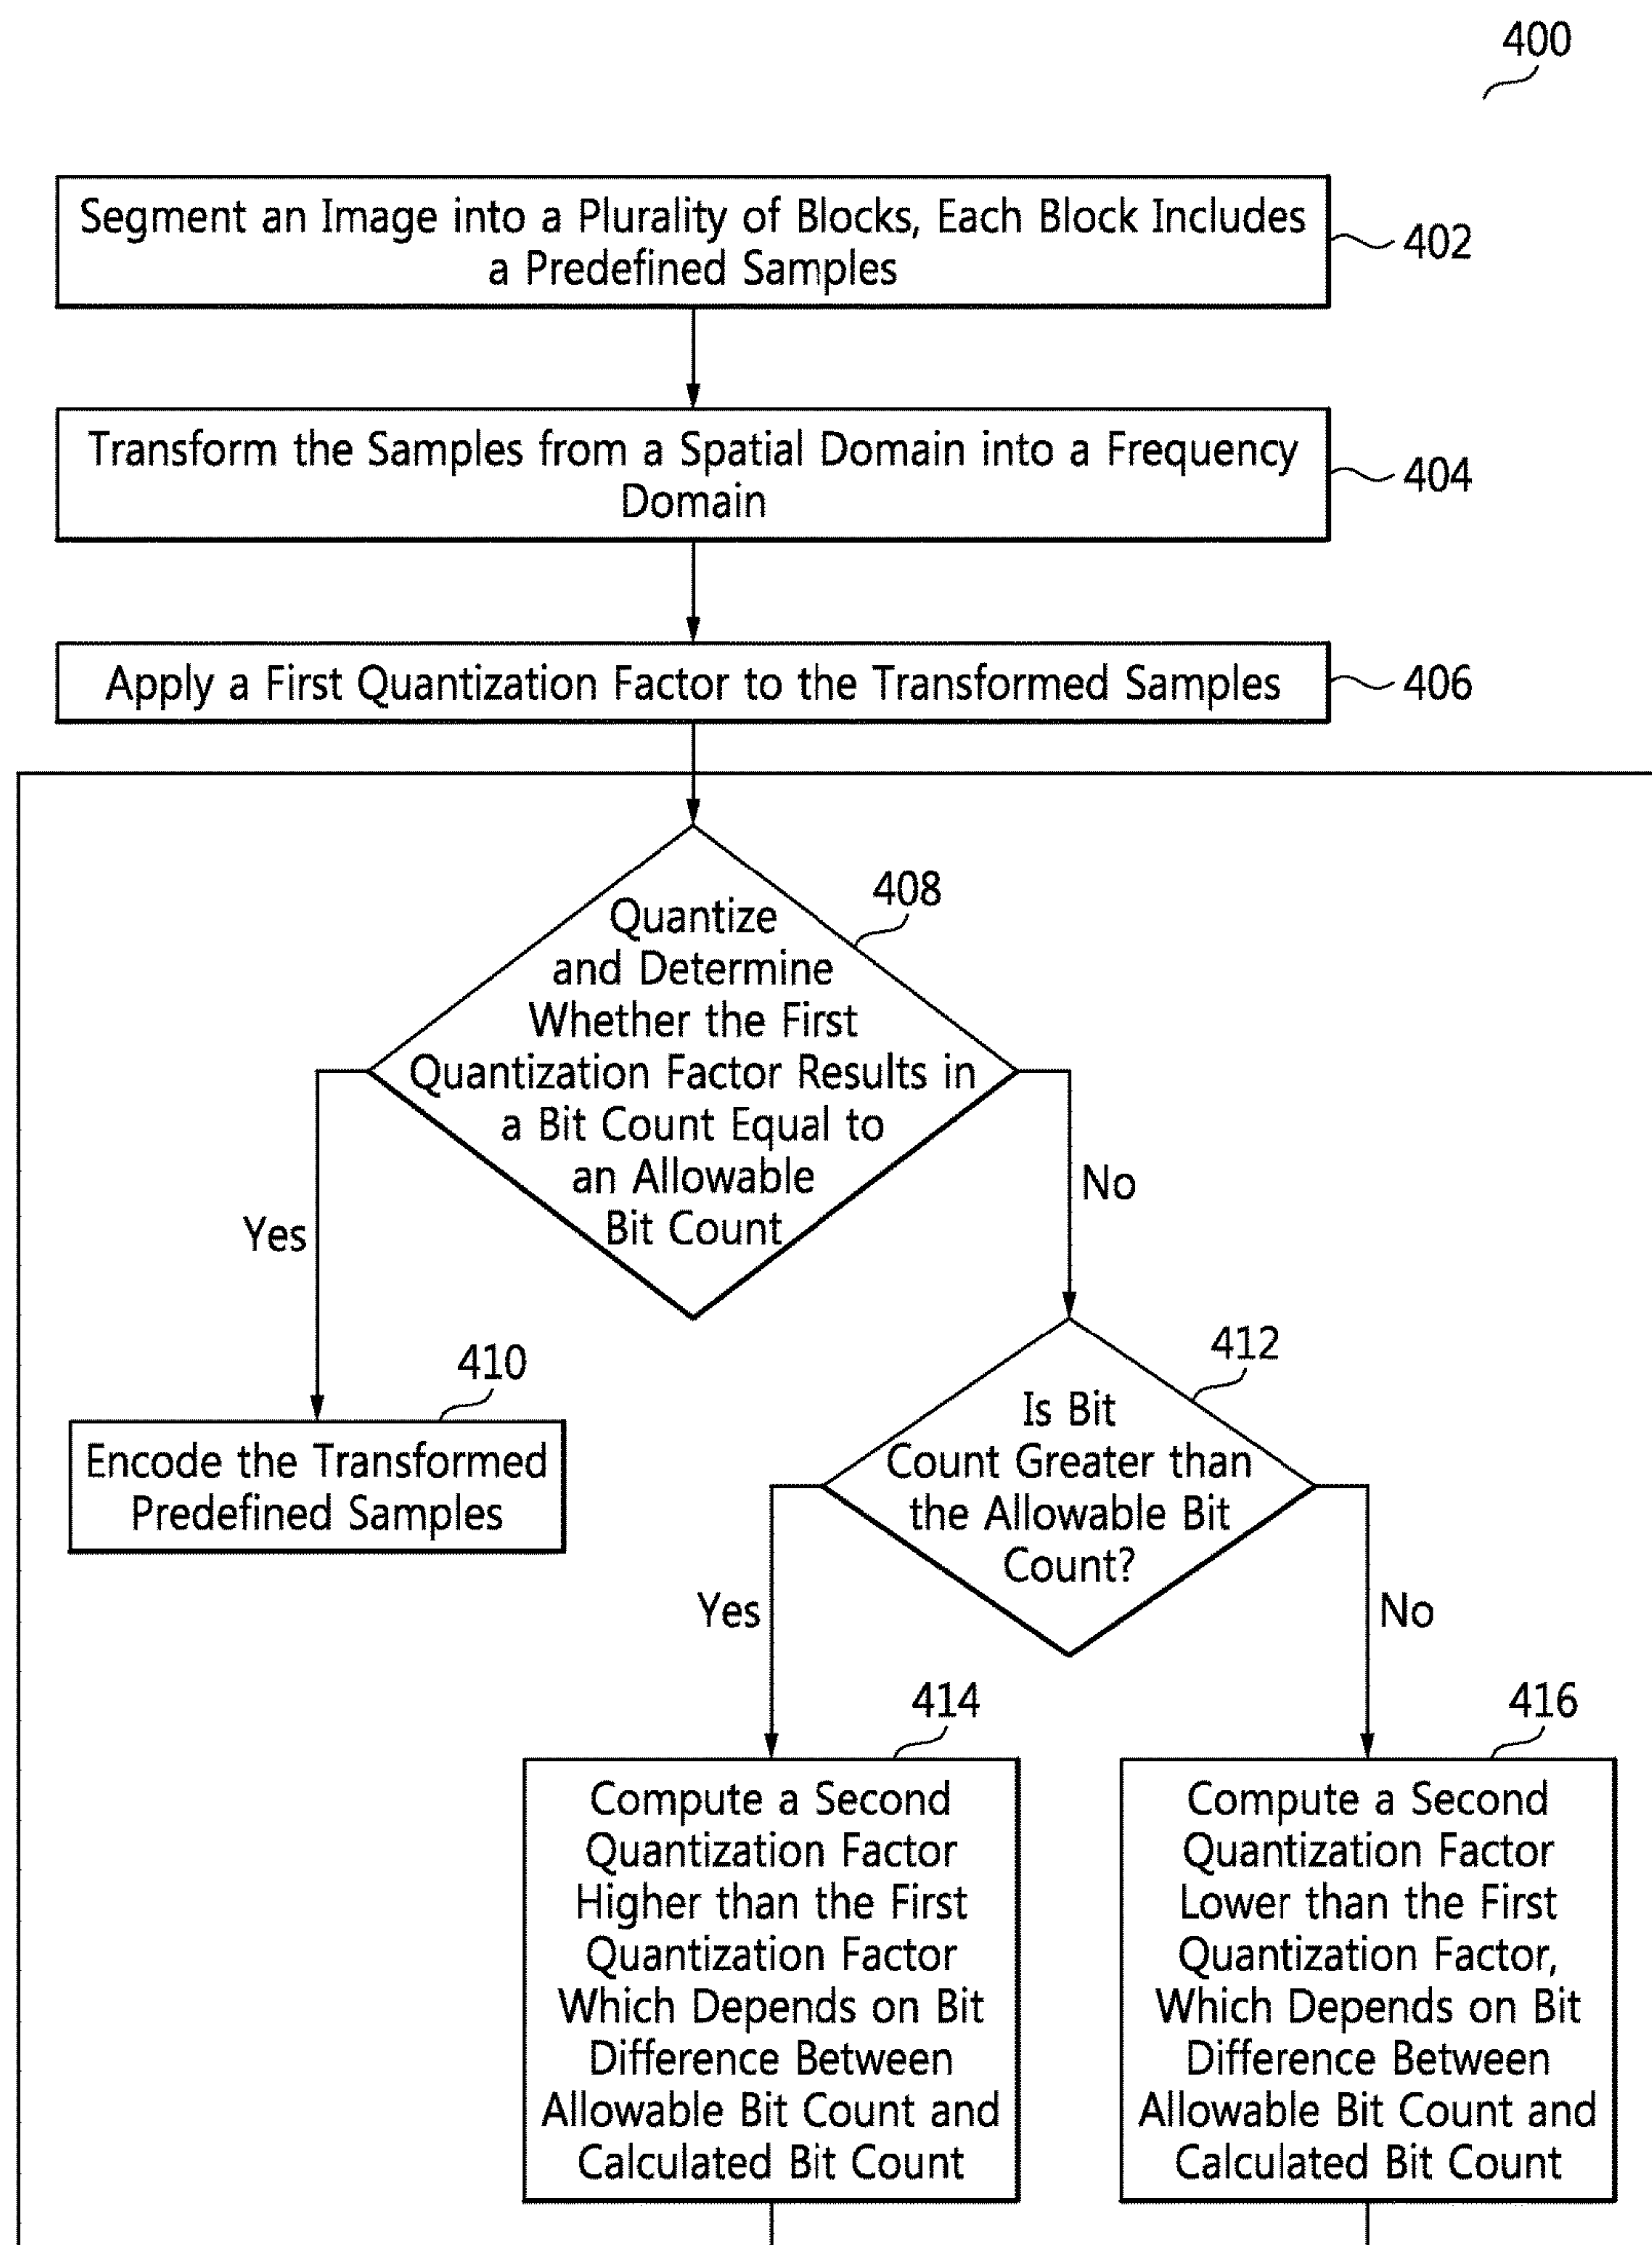 400
Segment an Image into a Plurality of Blocks, Each Block Includes
a Predefined Samples
402
Transform the Samples from a Spatial Domain into a Frequency
Domain
404
Apply a First Quantization Factor to the Transformed Samples
406
408
Quantize
and Determine
Whether the First
Quantization Factor Results in
a Bit Count Equal to
an Allowable
Bit Count
Yes
No
410
Encode the Transformed
Predefined Samples
412
Is Bit
Count Greater than
the Allowable Bit
Count?
Yes
No
414
Compute a Second
Quantization Factor
Higher than the First
Quantization Factor
Which Depends on Bit
Difference Between
Allowable Bit Count and
Calculated Bit Count
416
Compute a Second
Quantization Factor
Lower than the First
Quantization Factor,
Which Depends on Bit
Difference Between
Allowable Bit Count and
Calculated Bit Count